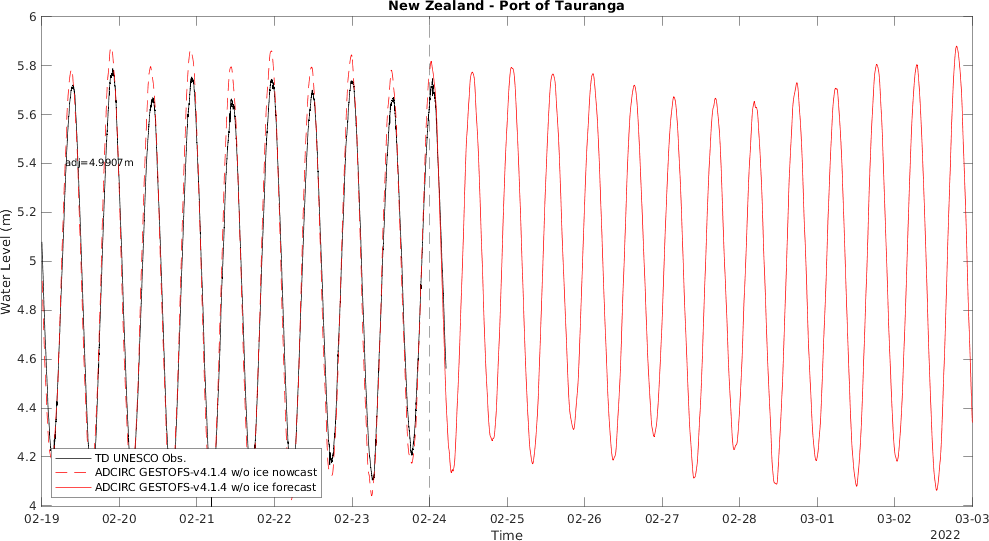 New Zealand - Port of Tauranga
6
5.8
5.6
5.4
5.2
5
4.8
4.6
4.4
4.2
4
Water Level (m)
adj=4.9907m
TD UNESCO Obs.
ADCIRC GESTOFS-v4.1.4 w/o ice nowcast
ADCIRC GESTOFS-v4.1.4 w/o ice forecast
02-19 02-20 02-21 02-22 02-23 02-24 02-25 02-26 02-27 02-28 03-01 03-02 03-03
Time
2022